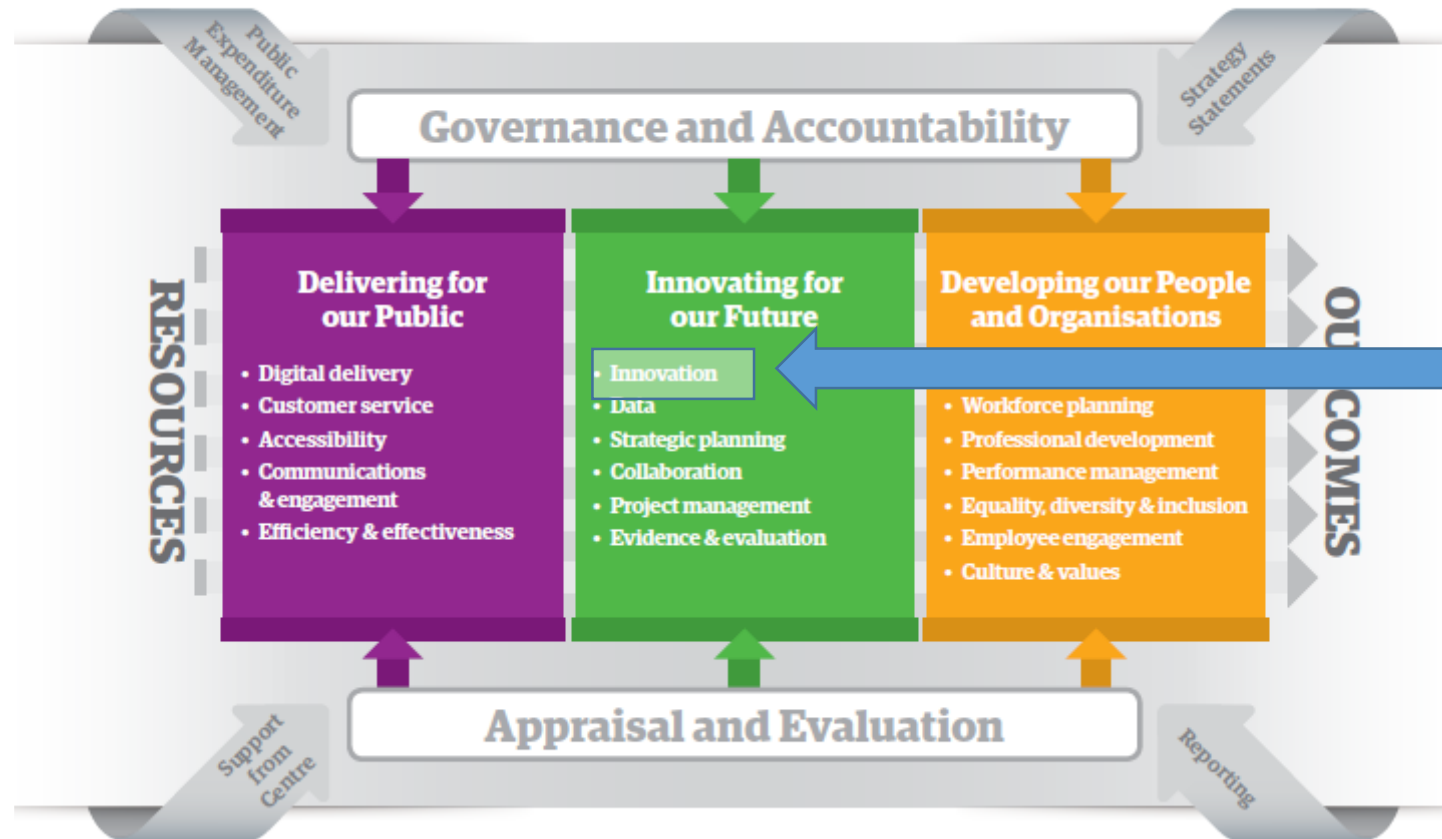 Public
Expenditure
Management
Strategy
Statements
Governance and Accountability
RESOURCES
Delivering for
our Public
• Digital delivery
• Customer service
• Accessibility
• Communications
& engagement
• Efficiency & effectiveness
Innovating for
our Future
• Innovation
• Data
• Strategic planning
• Collaboration
• Project management
• Evidence & evaluation
Developing our People
and Organisations
• Workforce planning
• Professional development
• Performance management
• Equality, diversity & inclusion
• Employee engagement
• Culture & values
OU COMES
Appraisal and Evaluation
Support
from
Centre
Reporting